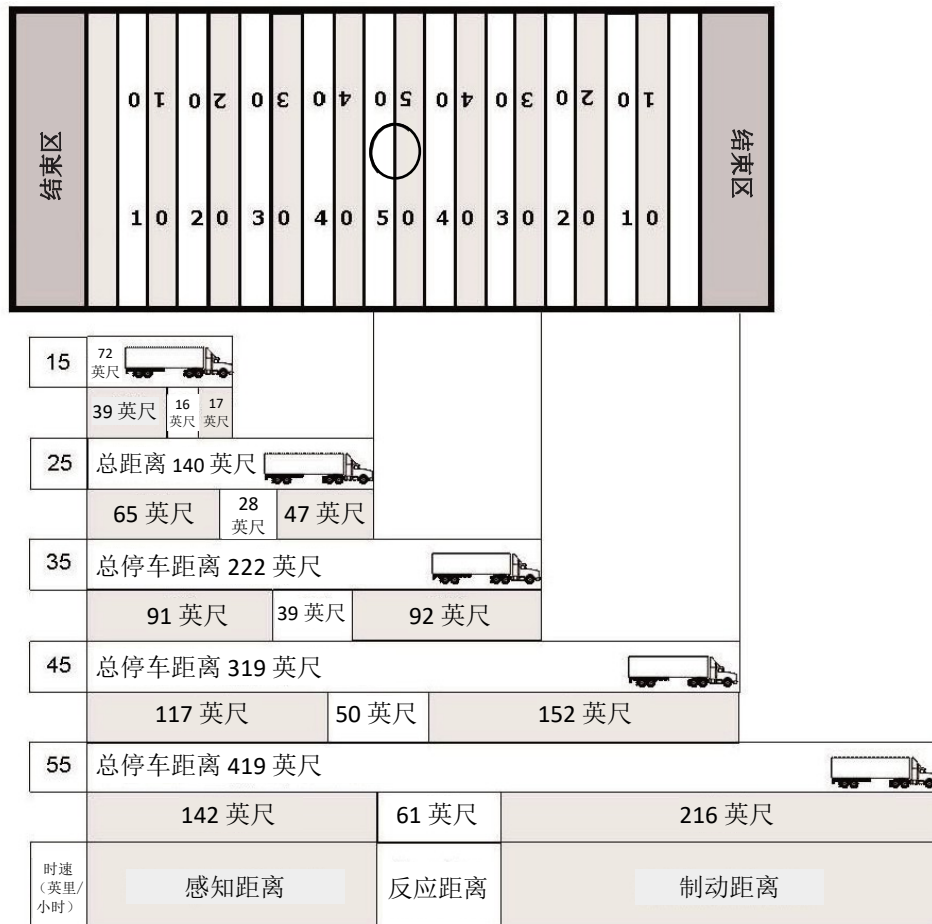 结束区
0 1 0 2 0 3 0 4 0 5 0 4 0 3 0 2 0 1
结束区
1 0 2 0 3 0 4 0 5 0 4 0 3 0 2 0 1 0
15
72
英尺
39 英尺
16
英尺
17
英尺
25
总距离 140 英尺
65 英尺
28
英尺
47 英尺
35
总停车距离 222 英尺
91 英尺
39 英尺
92 英尺
45
总停车距离 319 英尺
117 英尺
50 英尺
152 英尺
55
总停车距离 419 英尺
142 英尺
61 英尺
216 英尺
时速
(英里/
小时)
感知距离
反应距离
制动距离